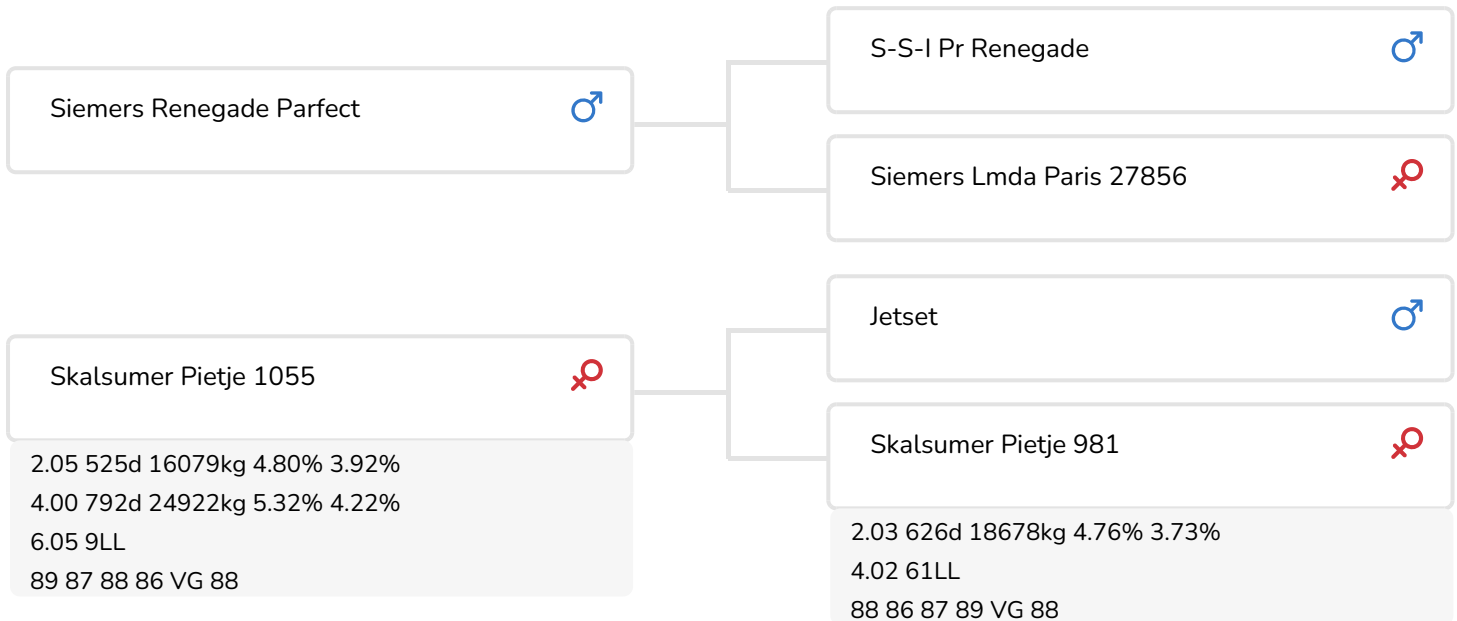 Siemers Renegade Parfect
S-S-I Pr Renegade
Siemers Lmda Paris 27856
Skalsumer Pietje 1055
2.05 525d 16079kg 4.80% 3.92%
4.00 792d 24922kg 5.32% 4.22%
6.05 9LL
89 87 88 86 VG 88
Jetset
Skalsumer Pietje 981
2.03 626d 18678kg 4.76% 3.73%
4.02 61LL
88 86 87 89 VG 88